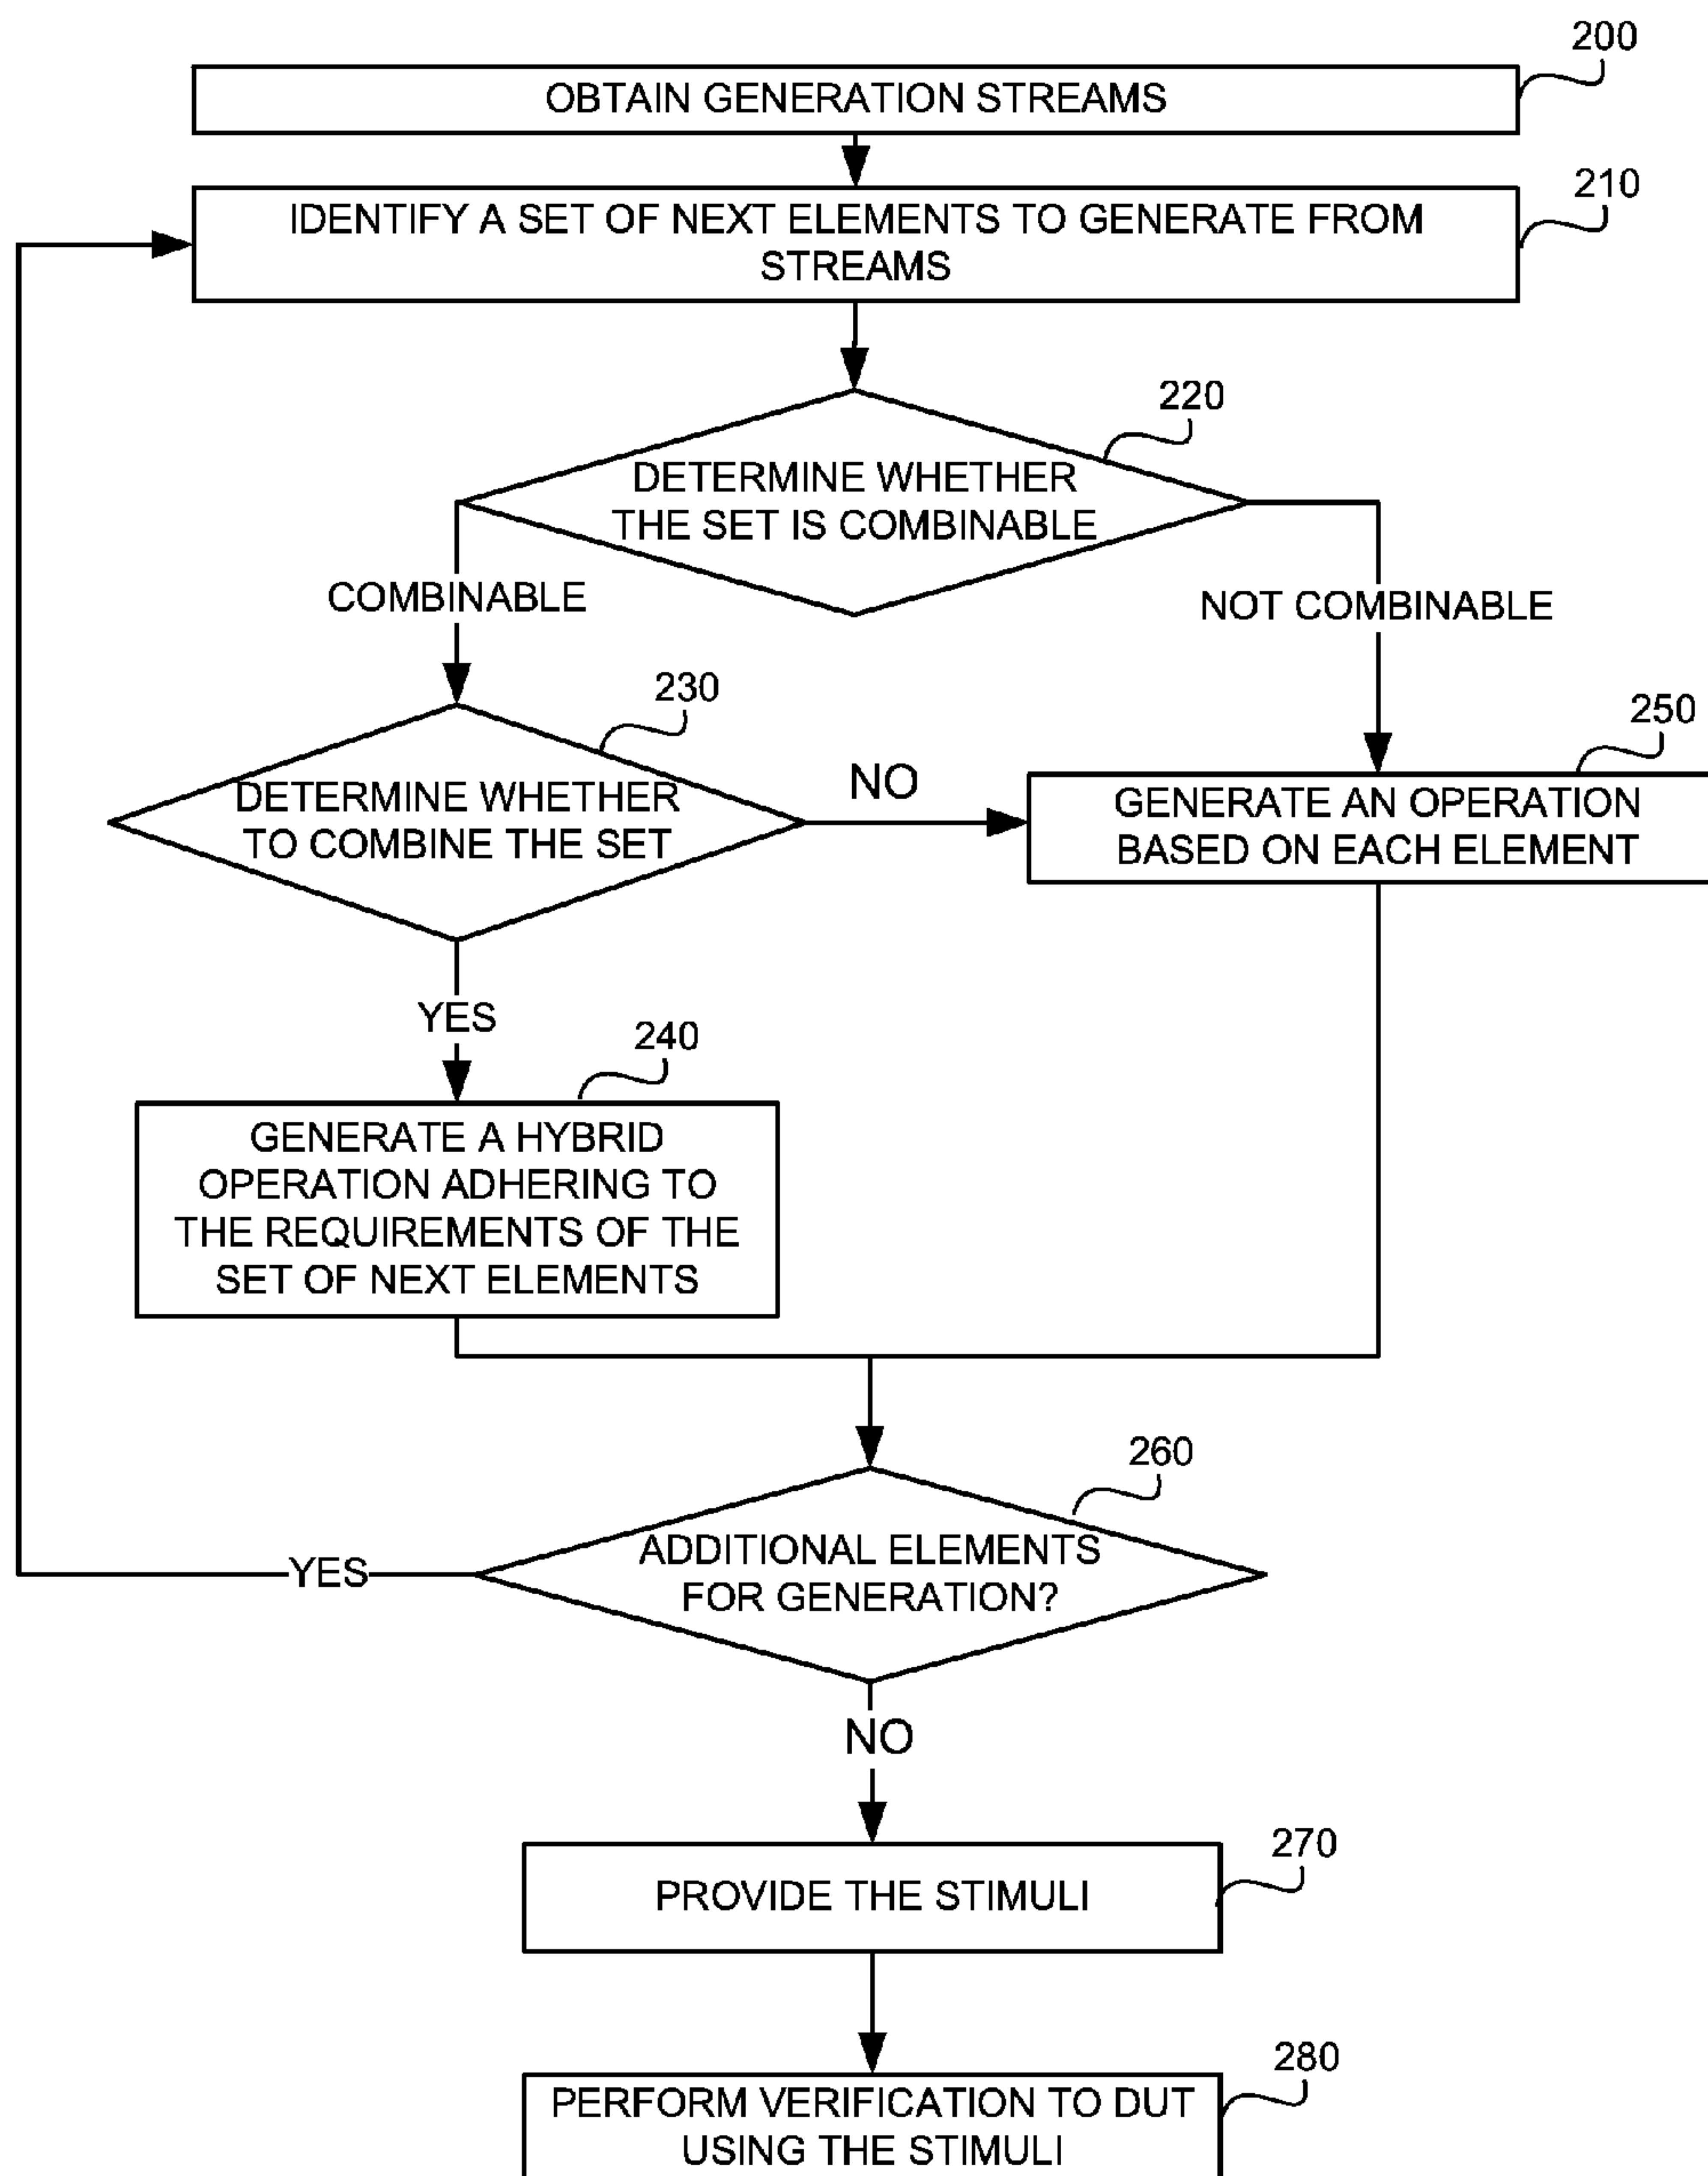 200
OBTAIN GENERATION STREAMS
210
IDENTIFY A SET OF NEXT ELEMENTS TO GENERATE FROM
STREAMS
220
DETERMINE WHETHER
THE SET IS COMBINABLE
COMBINABLE
NOT COMBINABLE
230
DETERMINE WHETHER
TO COMBINE THE SET
NO
250
GENERATE AN OPERATION
BASED ON EACH ELEMENT
YES
240
GENERATE A HYBRID
OPERATION ADHERING TO
THE REQUIREMENTS OF THE
SET OF NEXT ELEMENTS
260
ADDITIONAL ELEMENTS
FOR GENERATION?
YES
NO
270
PROVIDE THE STIMULI
280
PERFORM VERIFICATION TO DUT
USING THE STIMULI